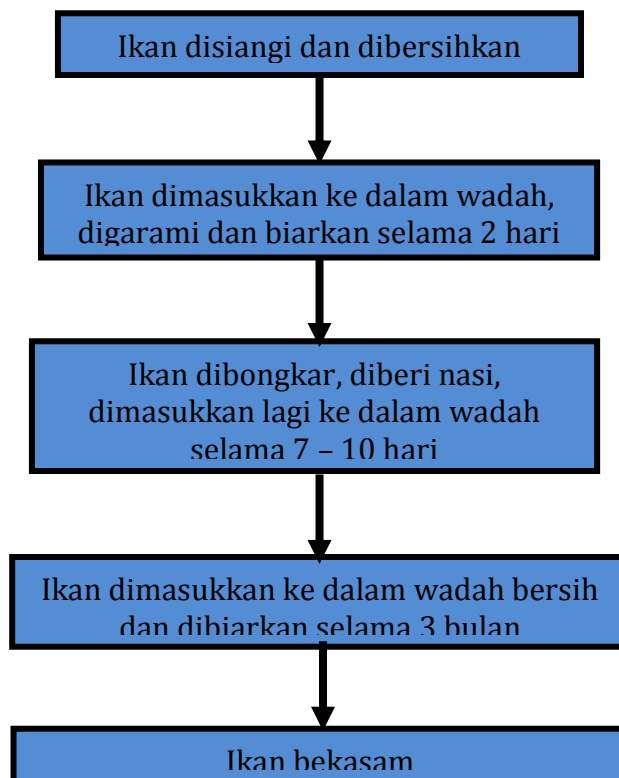 Ikan disiangi dan dibersihkan
Ikan dimasukkan ke dalam wadah,
digarami dan biarkan selama 2 hari
Ikan dibongkar, diberi nasi,
dimasukkan lagi ke dalam wadah
selama 7 – 10 hari
Ikan dimasukkan ke dalam wadah bersih
dan dibiarkan selama 3 bulan
Ikan bekasam